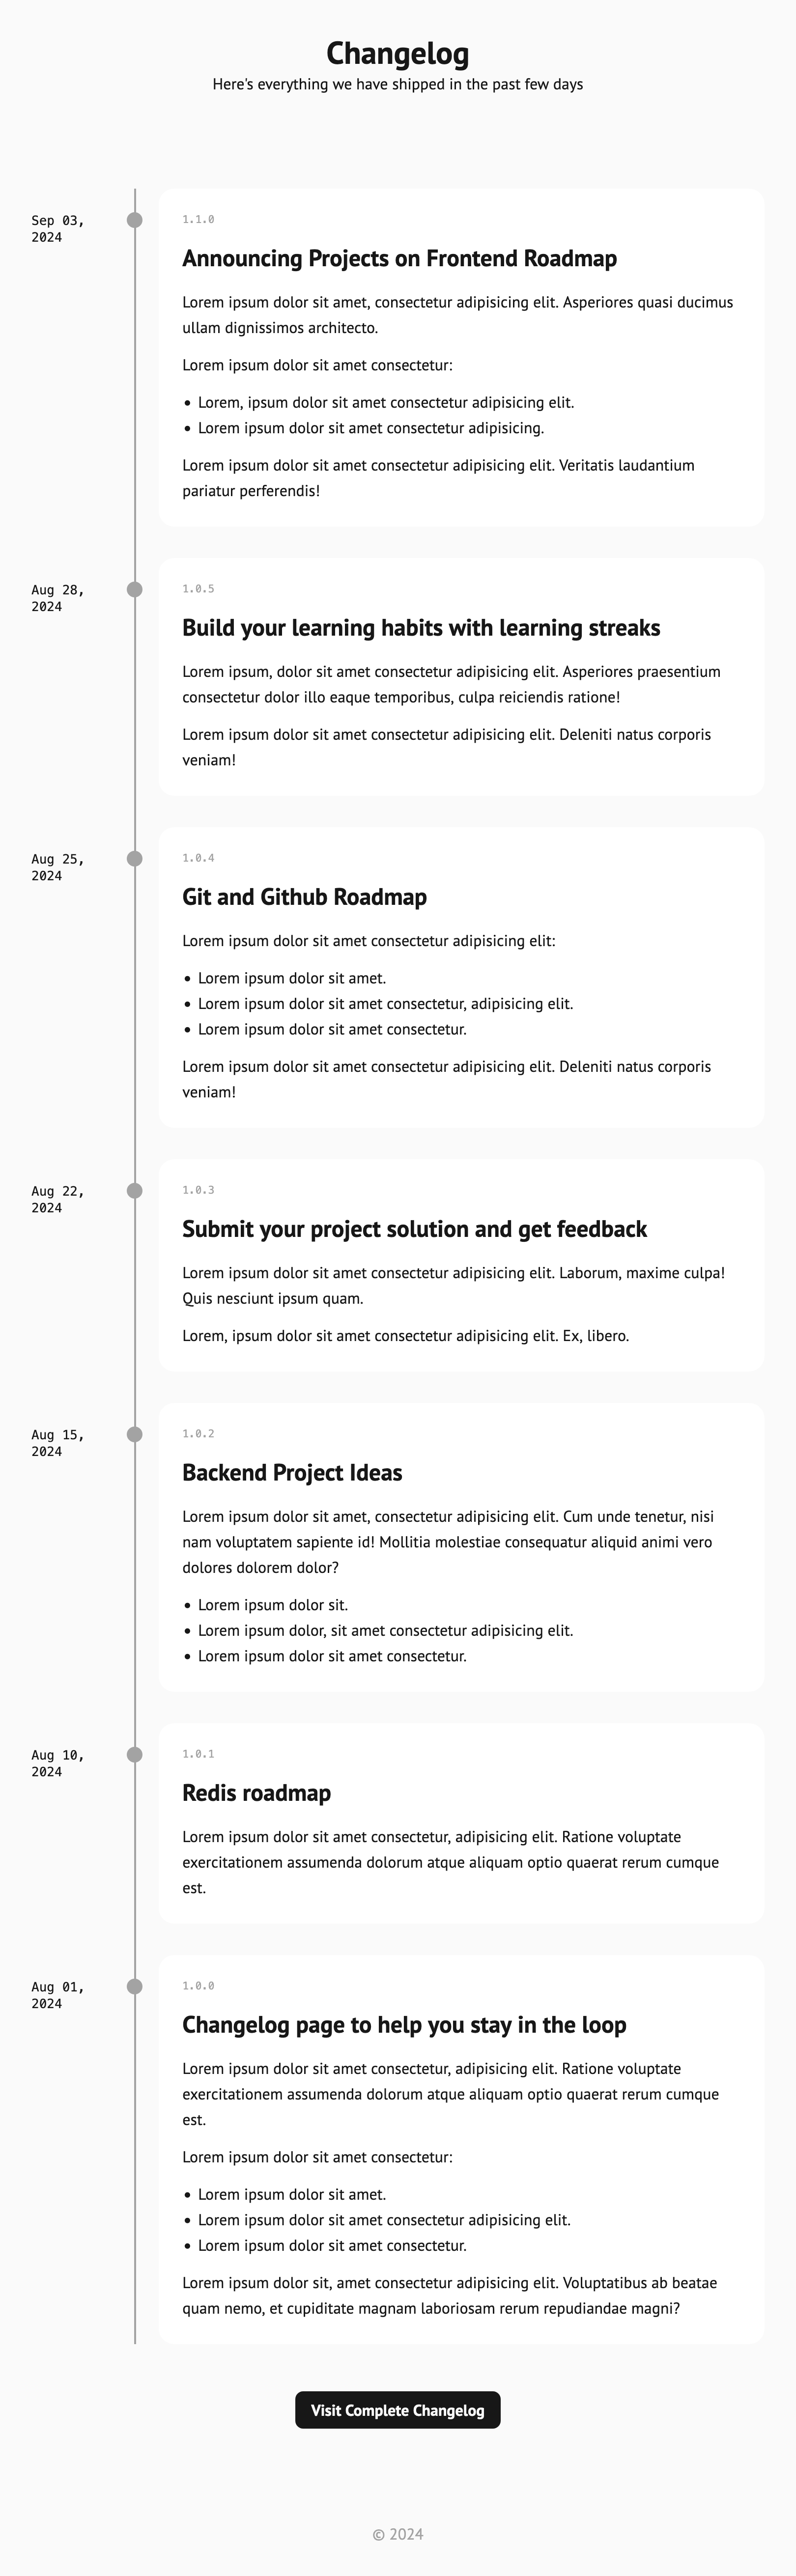 Changelog
Here's everything we have shipped in the past few days
Sep 03,
2024
1.1.0
Announcing Projects on Frontend Roadmap
Lorem ipsum dolor sit amet, consectetur adipisicing elit. Asperiores quasi ducimus
ullam dignissimos architecto.
Lorem ipsum dolor sit amet consectetur:
• Lorem, ipsum dolor sit amet consectetur adipisicing elit.
• Lorem ipsum dolor sit amet consectetur adipisicing.
Lorem ipsum dolor sit amet consectetur adipisicing elit. Veritatis laudantium
pariatur perferendis!
Aug 28,
2024
1.0.5
Build your learning habits with learning streaks
Lorem ipsum, dolor sit amet consectetur adipisicing elit. Asperiores praesentium
consectetur dolor illo eaque temporibus, culpa reiciendis ratione!
Lorem ipsum dolor sit amet consectetur adipisicing elit. Deleniti natus corporis
veniam!
Aug 25,
2024
1.0.4
Git and Github Roadmap
Lorem ipsum dolor sit amet consectetur adipisicing elit:
• Lorem ipsum dolor sit amet.
• Lorem ipsum dolor sit amet consectetur, adipisicing elit.
• Lorem ipsum dolor sit amet consectetur.
Lorem ipsum dolor sit amet consectetur adipisicing elit. Deleniti natus corporis
veniam!
Aug 22,
2024
1.0.3
Submit your project solution and get feedback
Lorem ipsum dolor sit amet consectetur adipisicing elit. Laborum, maxime culpa!
Quis nesciunt ipsum quam.
Lorem, ipsum dolor sit amet consectetur adipisicing elit. Ex, libero.
Aug 15,
2024
1.0.2
Backend Project Ideas
Lorem ipsum dolor sit amet, consectetur adipisicing elit. Cum unde tenetur, nisi
nam voluptatem sapiente id! Mollitia molestiae consequatur aliquid animi vero
dolores dolorem dolor?
• Lorem ipsum dolor sit.
• Lorem ipsum dolor, sit amet consectetur adipisicing elit.
• Lorem ipsum dolor sit amet consectetur.
Aug 10,
2024
1.0.1
Redis roadmap
Lorem ipsum dolor sit amet consectetur, adipisicing elit. Ratione voluptate
exercitationem assumenda dolorum atque aliquam optio quaerat rerum cumque
est.
Aug 01,
2024
1.0.0
Changelog page to help you stay in the loop
Lorem ipsum dolor sit amet consectetur, adipisicing elit. Ratione voluptate
exercitationem assumenda dolorum atque aliquam optio quaerat rerum cumque
est.
Lorem ipsum dolor sit amet consectetur:
• Lorem ipsum dolor sit amet.
• Lorem ipsum dolor sit amet consectetur adipisicing elit.
• Lorem ipsum dolor sit amet consectetur.
Lorem ipsum dolor sit, amet consectetur adipisicing elit. Voluptatibus ab beatae
quam nemo, et cupiditate magnam laboriosam rerum repudiandae magni?
Visit Complete Changelog
© 2024